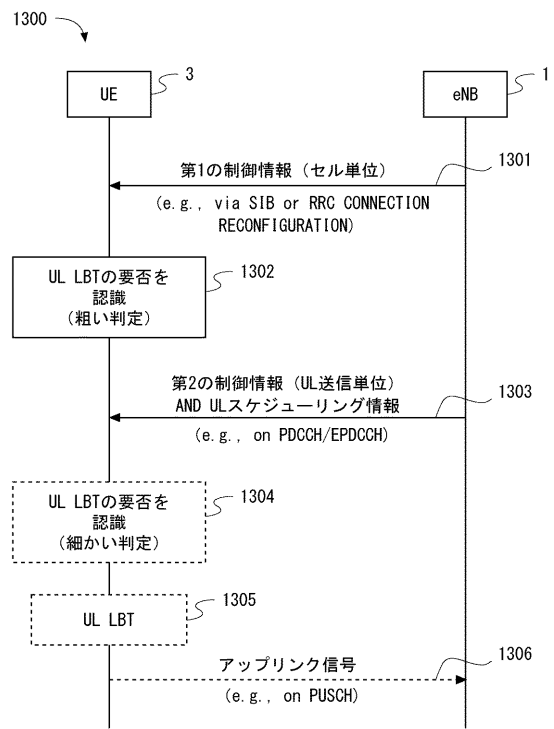 1300
3
1
UE
eNB
1301
第1の制御情報（セル単位）
(e.g., via SIB or RRC CONNECTION
RECONFIGURATION)
1302
UL LBTの要否を
認識
（粗い判定）
1303
第2の制御情報（UL送信単位）
AND ULスケジューリング情報
(e.g., on PDCCH/EPDCCH)
1304
UL LBTの要否を
認識
（細かい判定）
1305
UL LBT
1306
アップリンク信号
(e.g., on PUSCH)